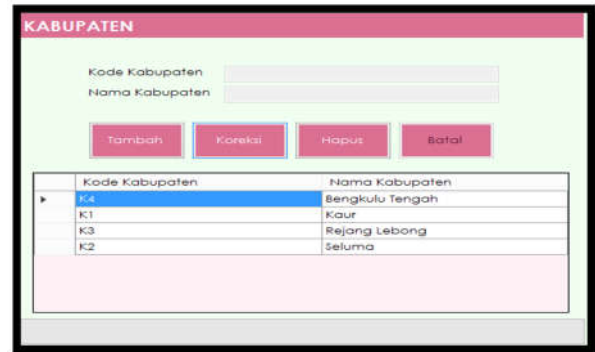 KABUPATEN
Kode Kabupaten
Nama Kabupaten
Tambah Koreksi Hapus Batal
Kode Kabupaten Nama Kabupaten
K4 Bengkulu Tengah
K1 Kaur
K3 Rejang Lebong
K2 Seluma